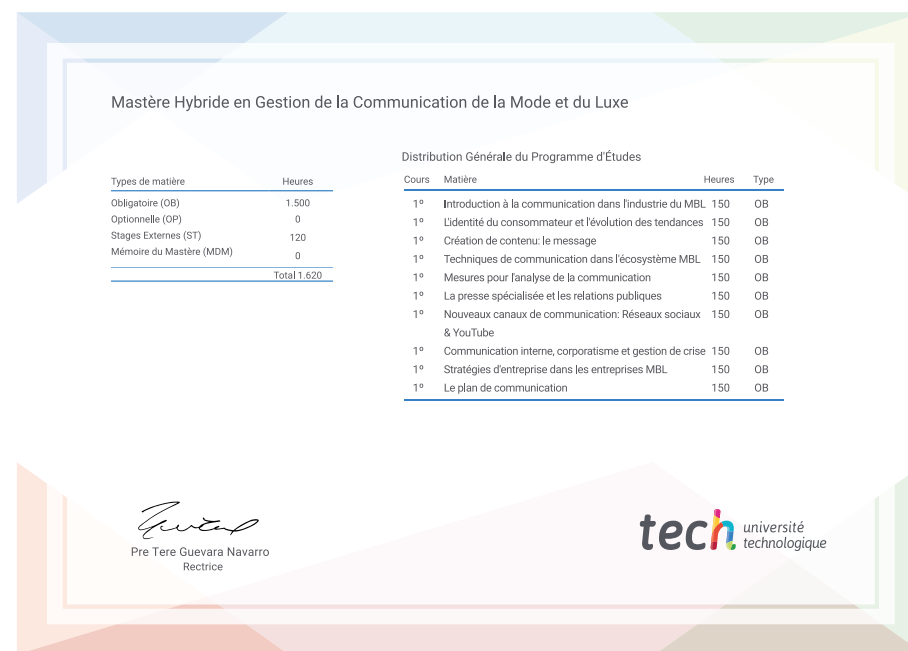 Mastère Hybride en Gestion de la Communication de la Mode et du Luxe
Types de matière Heures
Obligatoire (OB) 1.500
Optionnelle (OP) 0
Stages Externes (ST) 120
Mémoire du Mastère (MDM) 0
Total 1.620
Distribution Générale du Programme d'Études
Cours Matière Heures Type
1º Introduction à la communication dans l'industrie du MBL 150 OB
1º L'identité du consommateur et l'évolution des tendances 150 OB
1º Création de contenu: le message 150 OB
1º Techniques de communication dans l'écosystème MBL 150 OB
1º Mesures pour l'analyse de la communication 150 OB
1º La presse spécialisée et les relations publiques 150 OB
1º Nouveaux canaux de communication: Réseaux sociaux 150 OB
& YouTube
1º Communication interne, corporatisme et gestion de crise 150 OB
1º Stratégies d'entreprise dans les entreprises MBL 150 OB
1º Le plan de communication 150 OB
Pre Tere Guevara Navarro
Rectrice
tech université
technologique